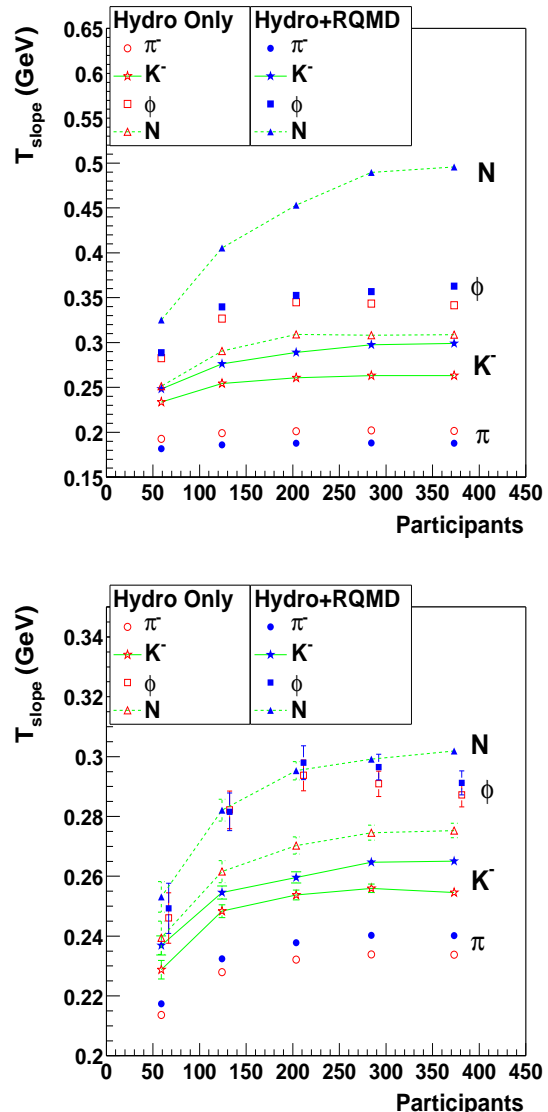 T_slope (GeV)
Hydro Only Hydro+RQMD
π⁻ π⁻
K⁻ K⁻
ϕ ϕ
N N
0.65
0.6
0.55
0.5
0.45
0.4
0.35
0.3
0.25
0.2
0.15
N
ϕ
K⁻
π
0 50 100 150 200 250 300 350 400 450
Participants
T_slope (GeV)
Hydro Only Hydro+RQMD
π⁻ π⁻
K⁻ K⁻
ϕ ϕ
N N
0.34
0.32
0.3
0.28
0.26
0.24
0.22
0.2
N
ϕ
K⁻
π
0 50 100 150 200 250 300 350 400 450
Participants